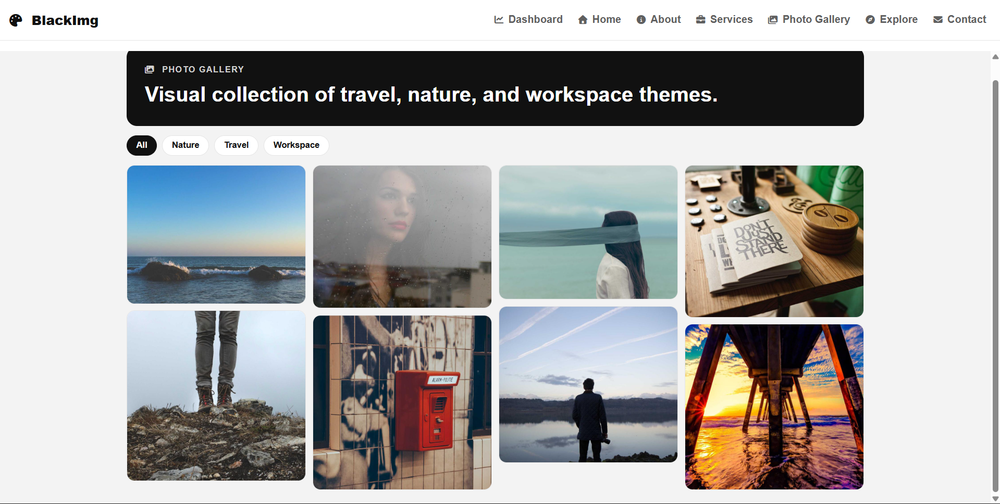 BlackImg
Dashboard
Home
About
Services
Photo Gallery
Explore
Contact
PHOTO GALLERY
Visual collection of travel, nature, and workspace themes.
All
Nature
Travel
Workspace
DON'T
JUST
STAND
THERE
ALARM-POLITIE